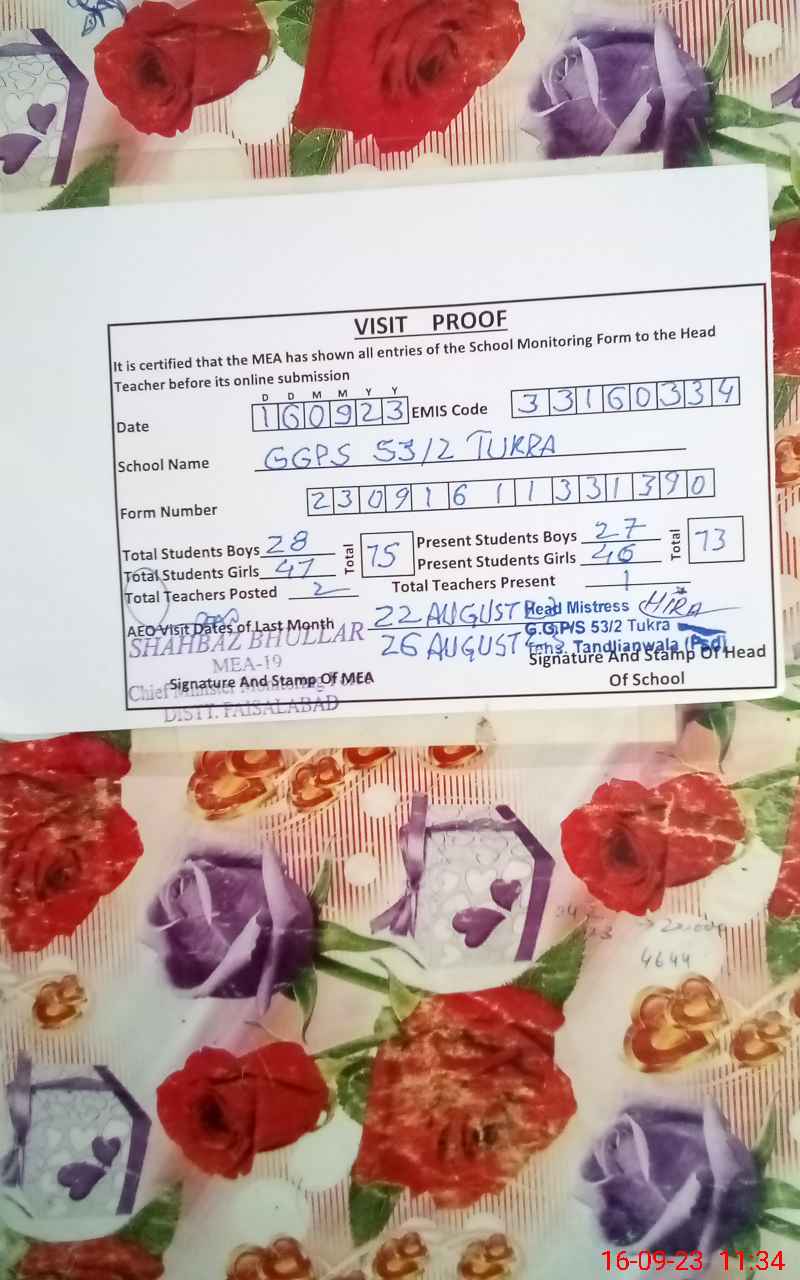 VISIT PROOF
It is certified that the MEA has shown all entries of the School Monitoring Form to the Head
Teacher before its online submission
D D M M Y Y
Date 160923 EMIS Code 33160334
School Name GGPS 53/2 TUKRA
Form Number 23091611331390
Total Students Boys 28 Total 75 Present Students Boys 27 Total 73
Total Students Girls 47 Present Students Girls 46
Total Teachers Posted 2 Total Teachers Present 1
AEO Visit Dates of Last Month 22 AUGUST Head Mistress HIRA
SHAHBAZ BHULLAR 26 AUGUST G.G.P/S 53/2 Tukra
MEA-19 Tehs. Tandlianwala (Fsd)
Signature And Stamp Of MEA Signature And Stamp Of Head
Chief Minister Monitoring Of School
DISTT. FAISALABAD
4644
16-09-23 11:34